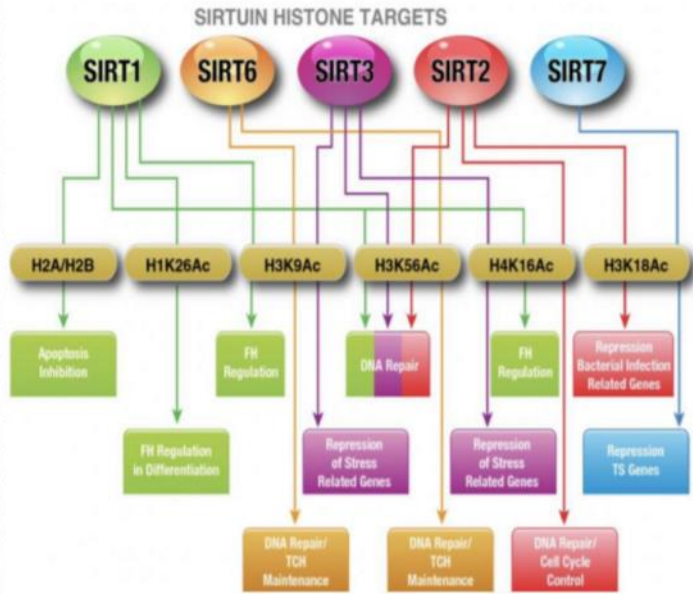 SIRTUIN HISTONE TARGETS
SIRT1
SIRT6
SIRT3
SIRT2
SIRT7
H2A/H2B
H1K26Ac
H3K9Ac
H3K56Ac
H4K16Ac
H3K18Ac
Apoptosis
Inhibition
FH
Regulation
DNA Repair
FH
Regulation
Repression
Bacterial Infection
Related Genes
FH Regulation
in Differentiation
Repression
of Stress
Related Genes
Repression
of Stress
Related Genes
Repression
TS Genes
DNA Repair/
TCH
Maintenance
DNA Repair/
TCH
Maintenance
DNA Repair/
Cell Cycle
Control